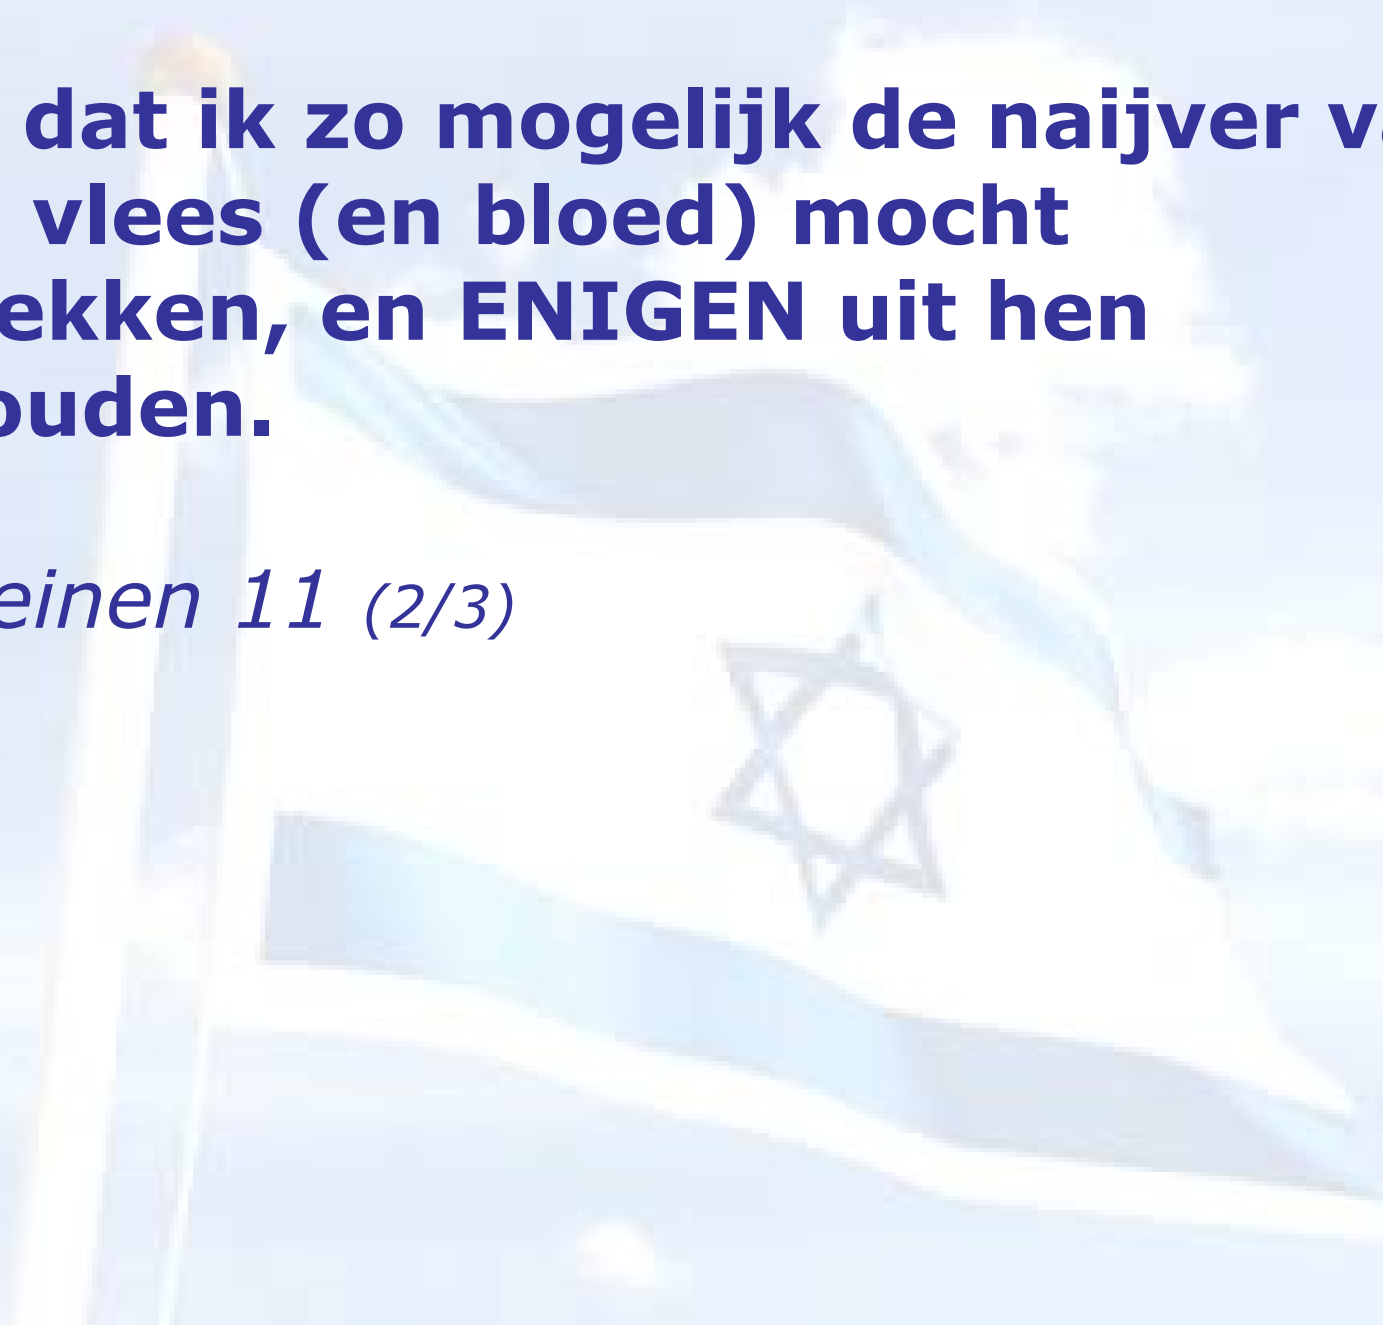 dat ik zo mogelijk de naijver va
vlees (en bloed) mocht
ekken, en ENIGEN uit hen
ouden.
einen 11 (2/3)